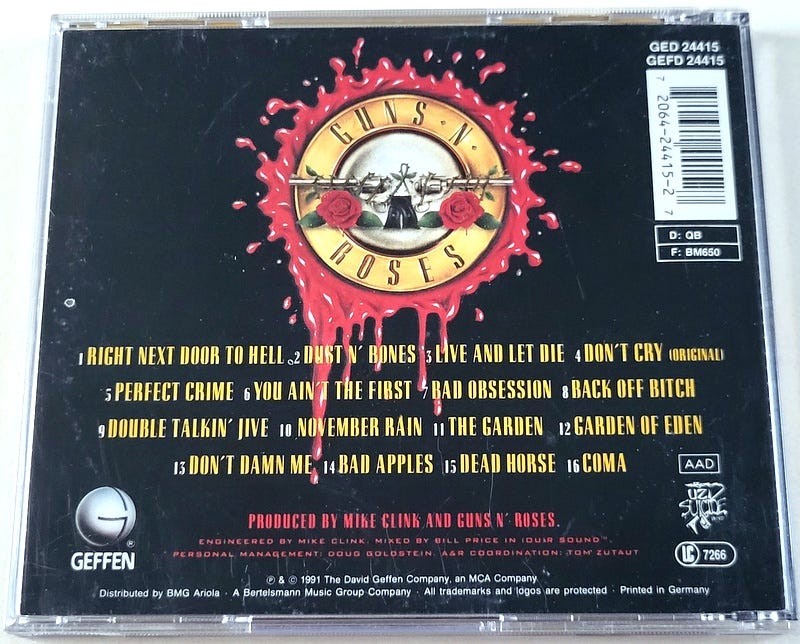 GED 24415
GEFD 24415
7 2064-24415-2 7
D: QB
F: BM650
GUNS · N ·
ROSES
1 RIGHT NEXT DOOR TO HELL 2 DUST N' BONES 3 LIVE AND LET DIE 4 DON'T CRY (ORIGINAL)
5 PERFECT CRIME 6 YOU AIN'T THE FIRST 7 BAD OBSESSION 8 BACK OFF BITCH
9 DOUBLE TALKIN' JIVE 10 NOVEMBER RAIN 11 THE GARDEN 12 GARDEN OF EDEN
13 DON'T DAMN ME 14 BAD APPLES 15 DEAD HORSE 16 COMA
AAD
UZI
SUICIDE
LC 7266
GEFFEN
PRODUCED BY MIKE CLINK AND GUNS N' ROSES.
ENGINEERED BY MIKE CLINK. MIXED BY BILL PRICE IN (OUIR SOUND™.
PERSONAL MANAGEMENT: DOUG GOLDSTEIN. A&R COORDINATION: TOM ZUTAUT
℗ & © 1991 The David Geffen Company, an MCA Company
Distributed by BMG Ariola · A Bertelsmann Music Group Company · All trademarks and logos are protected · Printed in Germany